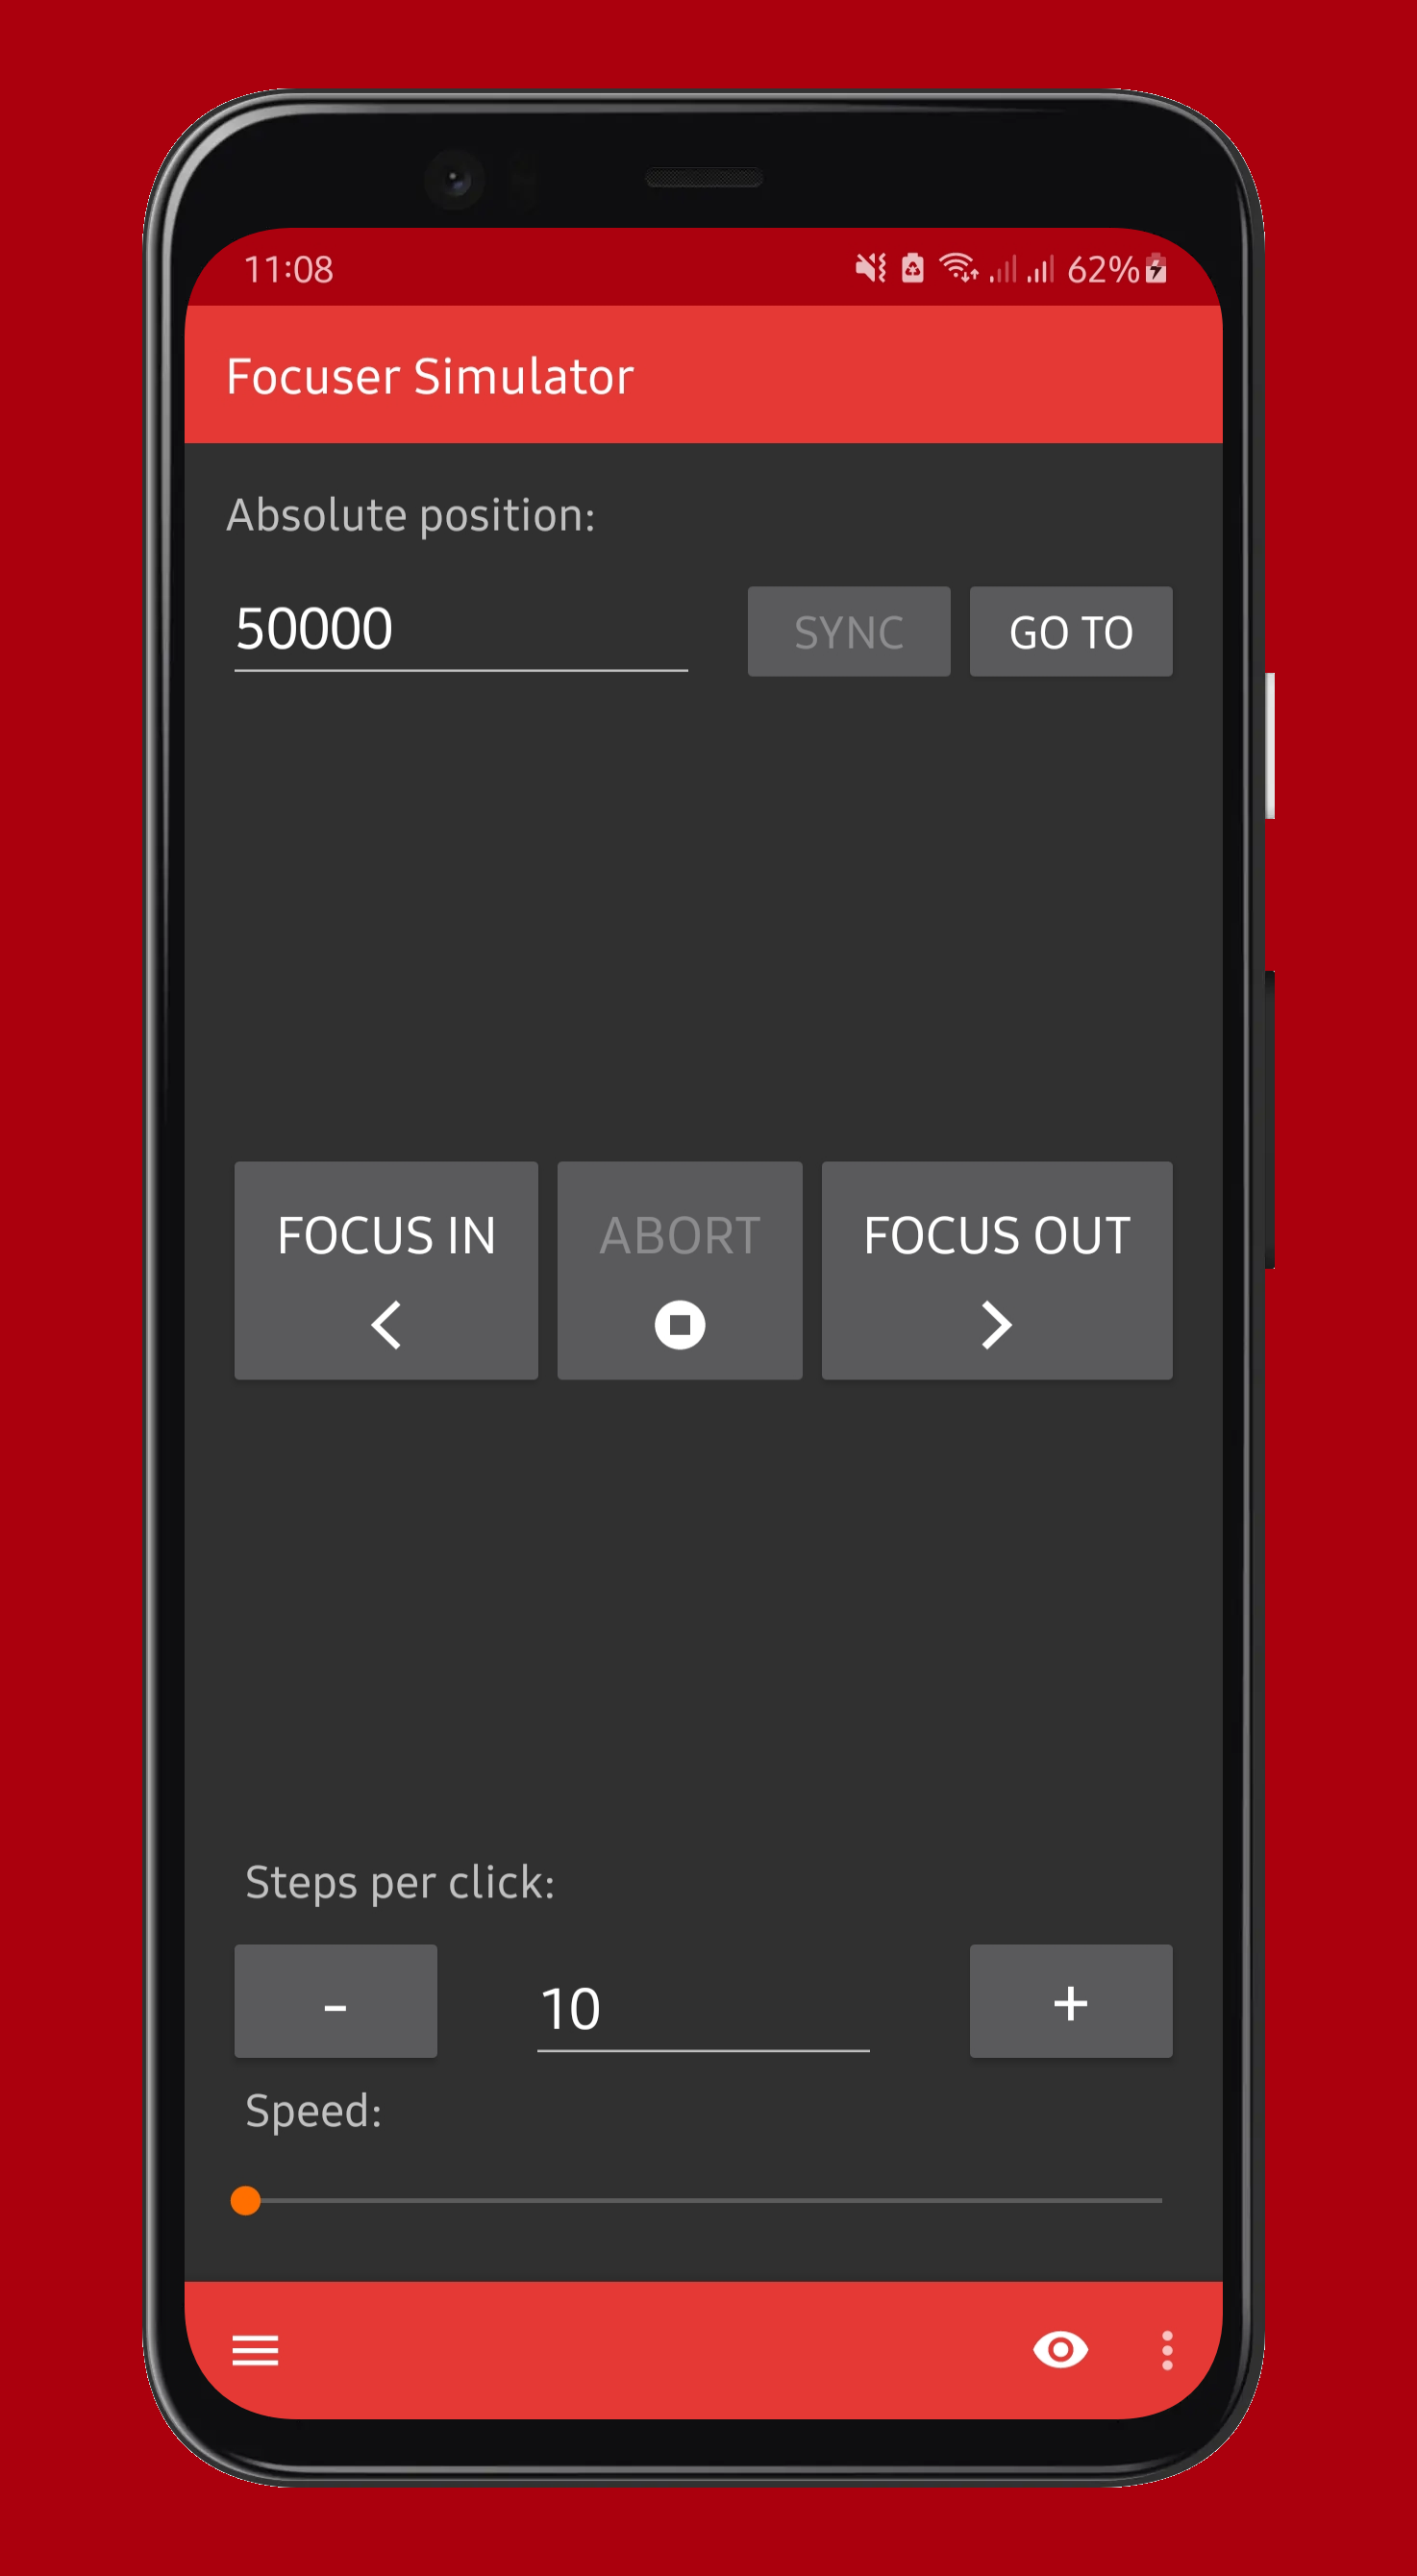 11:08 62%
Focuser Simulator
Absolute position:
50000 SYNC GO TO
FOCUS IN ABORT FOCUS OUT
Steps per click:
- 10 +
Speed: